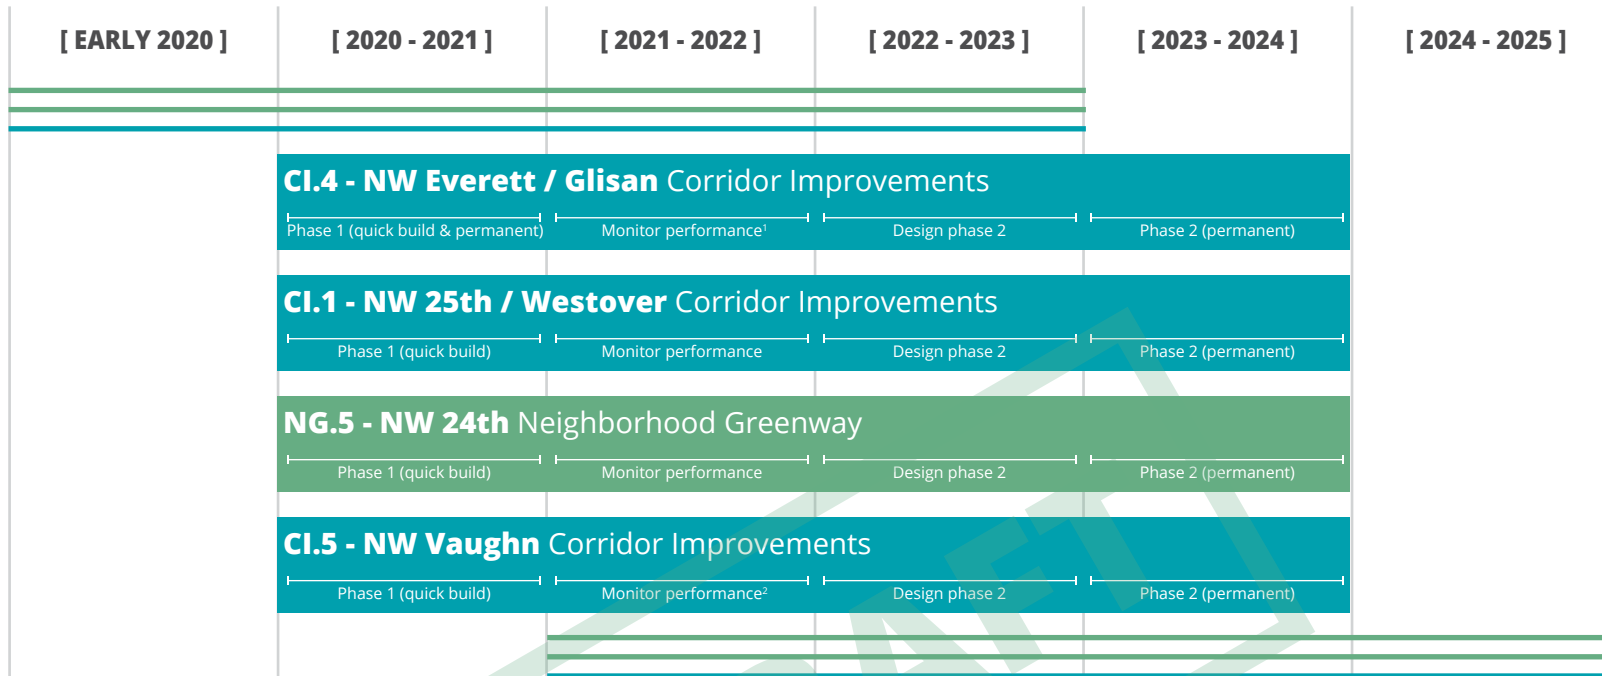 [ EARLY 2020 ] [ 2020 - 2021 ] [ 2021 - 2022 ] [ 2022 - 2023 ] [ 2023 - 2024 ] [ 2024 - 2025 ]
CI.4 - NW Everett / Glisan Corridor Improvements
Phase 1 (quick build & permanent) Monitor performance¹ Design phase 2 Phase 2 (permanent)
CI.1 - NW 25th / Westover Corridor Improvements
Phase 1 (quick build) Monitor performance Design phase 2 Phase 2 (permanent)
NG.5 - NW 24th Neighborhood Greenway
Phase 1 (quick build) Monitor performance Design phase 2 Phase 2 (permanent)
CI.5 - NW Vaughn Corridor Improvements
Phase 1 (quick build) Monitor performance² Design phase 2 Phase 2 (permanent)
DRAFT